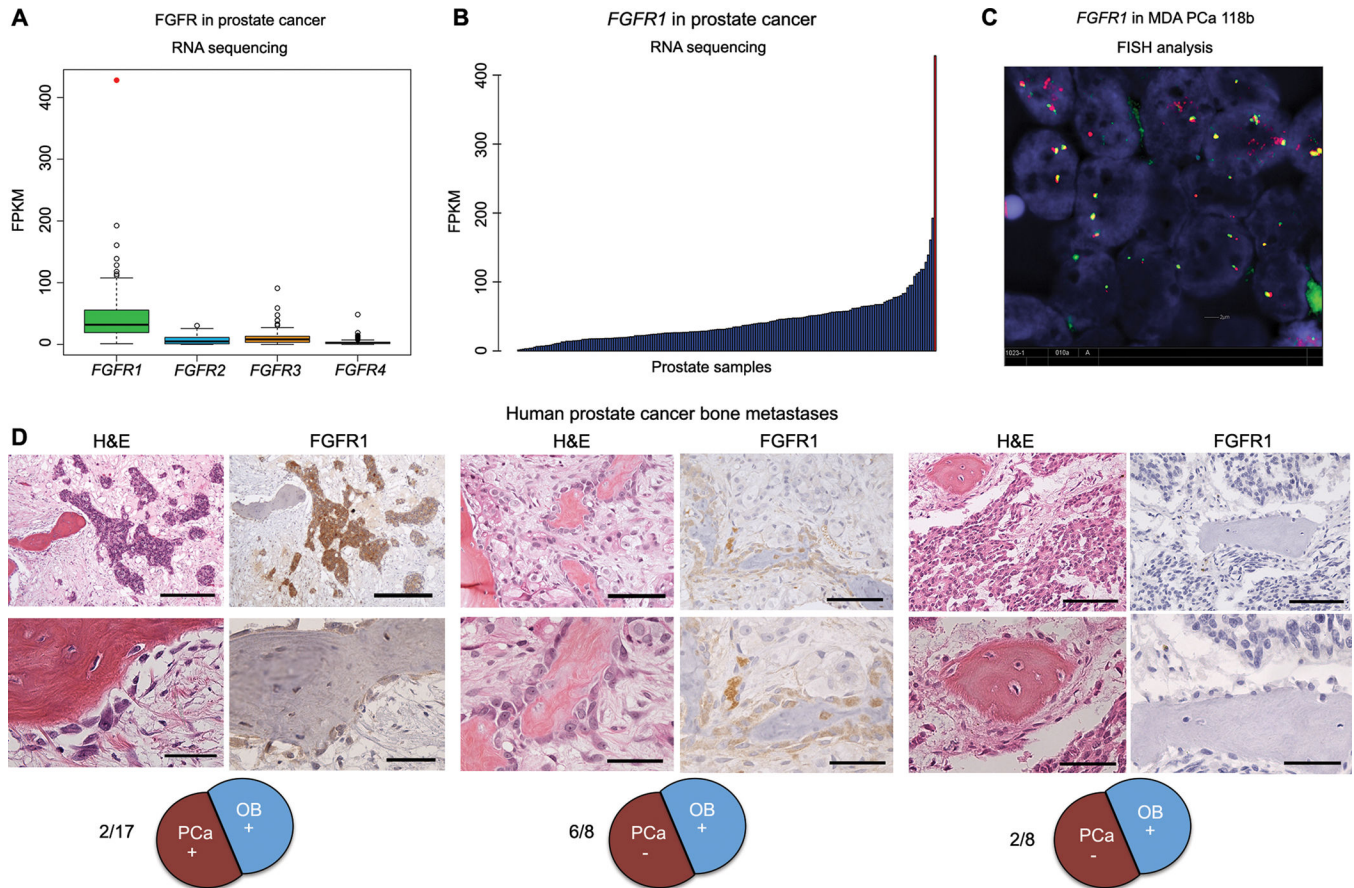 A
FGFR in prostate cancer
RNA sequencing
FPKM
400
300
200
100
0
FGFR1
FGFR2
FGFR3
FGFR4
B
FGFR1 in prostate cancer
RNA sequencing
FPKM
400
300
200
100
0
Prostate samples
C
FGFR1 in MDA PCa 118b
FISH analysis
2µm
1023-1
010a
A
Human prostate cancer bone metastases
D
H&E
FGFR1
H&E
FGFR1
H&E
FGFR1
2/17
PCa
+
OB
+
6/8
PCa
-
OB
+
2/8
PCa
-
OB
+